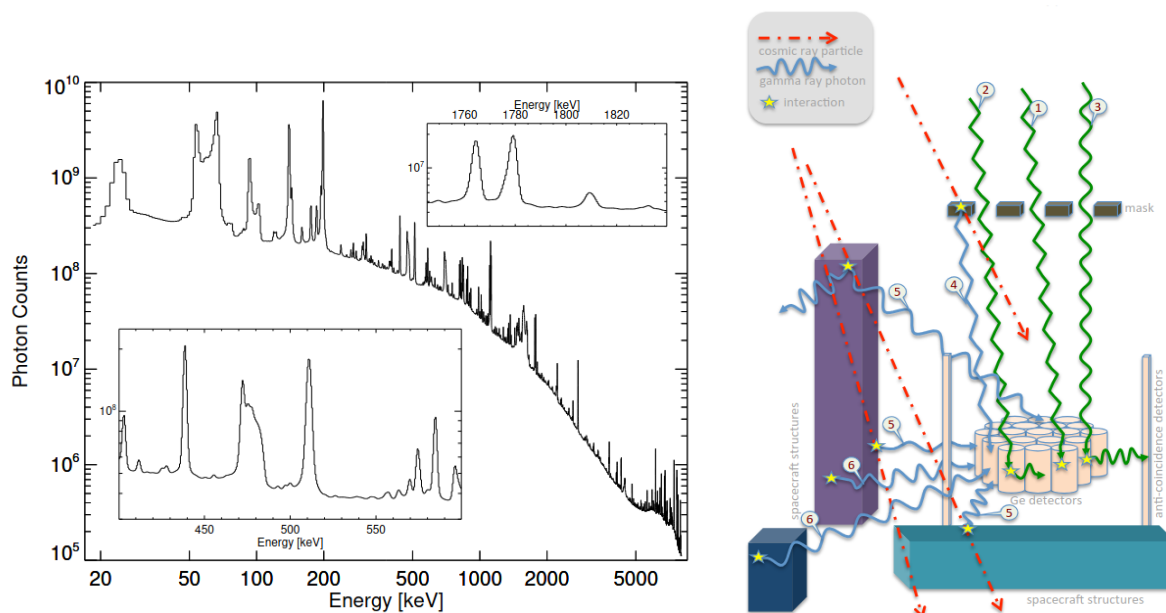 Photon Counts
10^10
10^9
10^8
10^7
10^6
10^5
20 50 100 200 500 1000 2000 5000
Energy [keV]
Energy [keV]
1760 1780 1800 1820
10^7
10^8
450 500 550
Energy [keV]
cosmic ray particle
gamma ray photon
interaction
2
1
3
mask
4
5
5
6
6
5
spacecraft structures
Ge detectors
anti-coincidence detectors
spacecraft structures